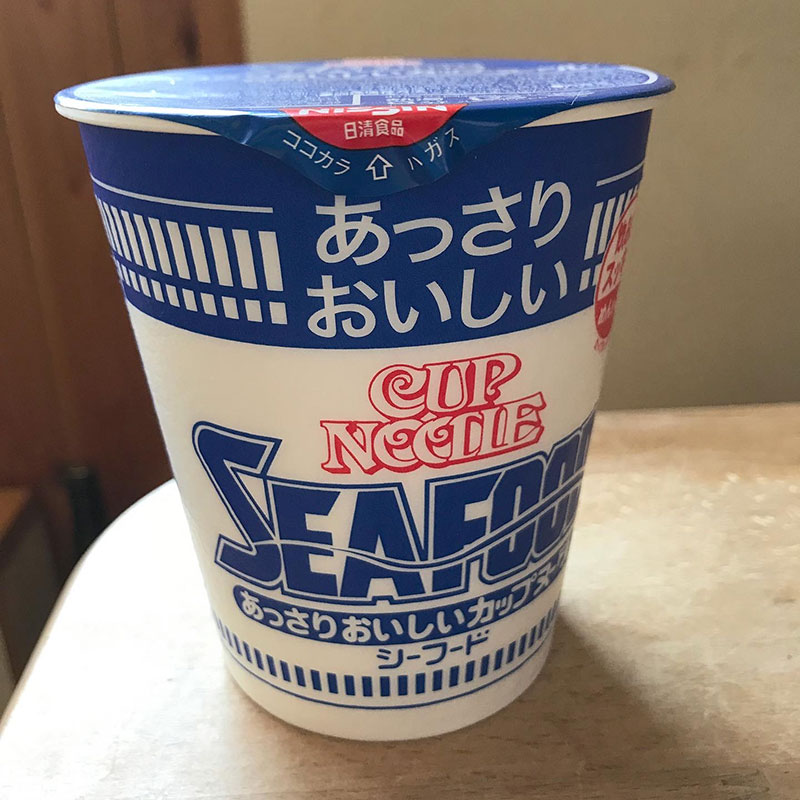 NISSIN
日清食品
ココカラ ⇧ ハガス
あっさり
おいしい
CUP
NOODLE
SEAFOOD
あっさりおいしいカップヌー
シーフード